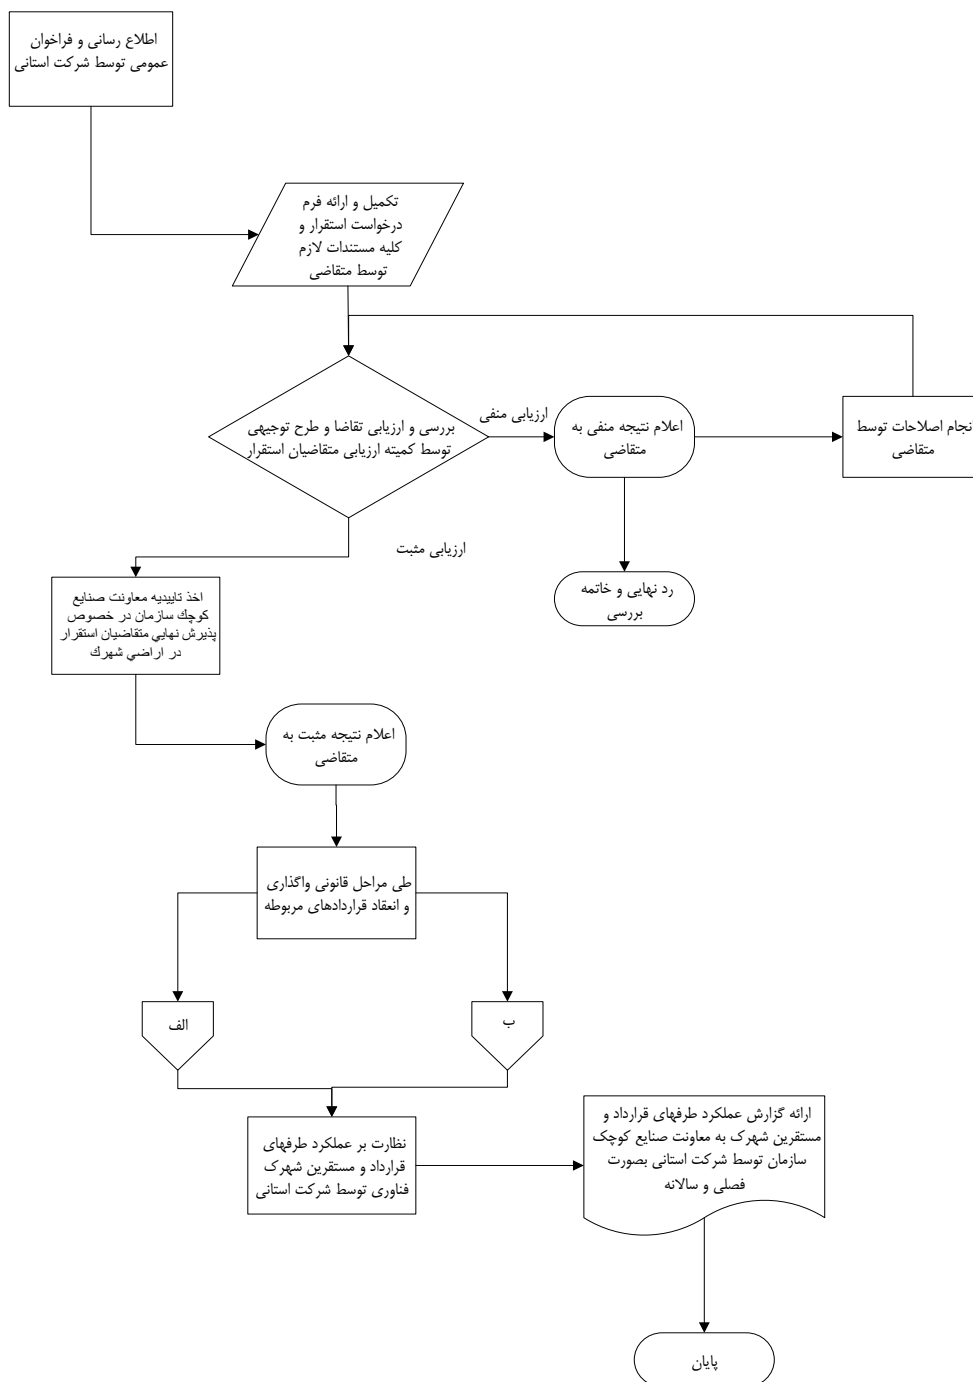 اطلاع رسانی و فراخوان
عمومی توسط شرکت استانی
تکمیل و ارائه فرم
درخواست استقرار و
کلیه مستندات لازم
توسط متقاضی
بررسی و ارزیابی تقاضا و طرح توجیهی
توسط کمیته ارزیابی متقاضیان استقرار
ارزیابی منفی
اعلام نتیجه منفی به
متقاضی
نجام اصلاحات توسط
متقاضی
ارزیابی مثبت
رد نهایی و خاتمه
بررسی
اخذ تاییدیه معاونت صنایع
كوچك سازمان در خصوص
پذيرش نهايي متقاضيان استقرار
در اراضي شهرك
اعلام نتیجه مثبت به
متقاضی
طی مراحل قانونی واگذاری
و انعقاد قراردادهای مربوطه
الف
ب
نظارت بر عملکرد طرفهای
قرارداد و مستقرین شهرک
فناوری توسط شرکت استانی
ارائه گزارش عملکرد طرفهای قرارداد و
مستقرین شهرک به معاونت صنایع کوچک
سازمان توسط شرکت استانی بصورت
فصلی و سالانه
پایان